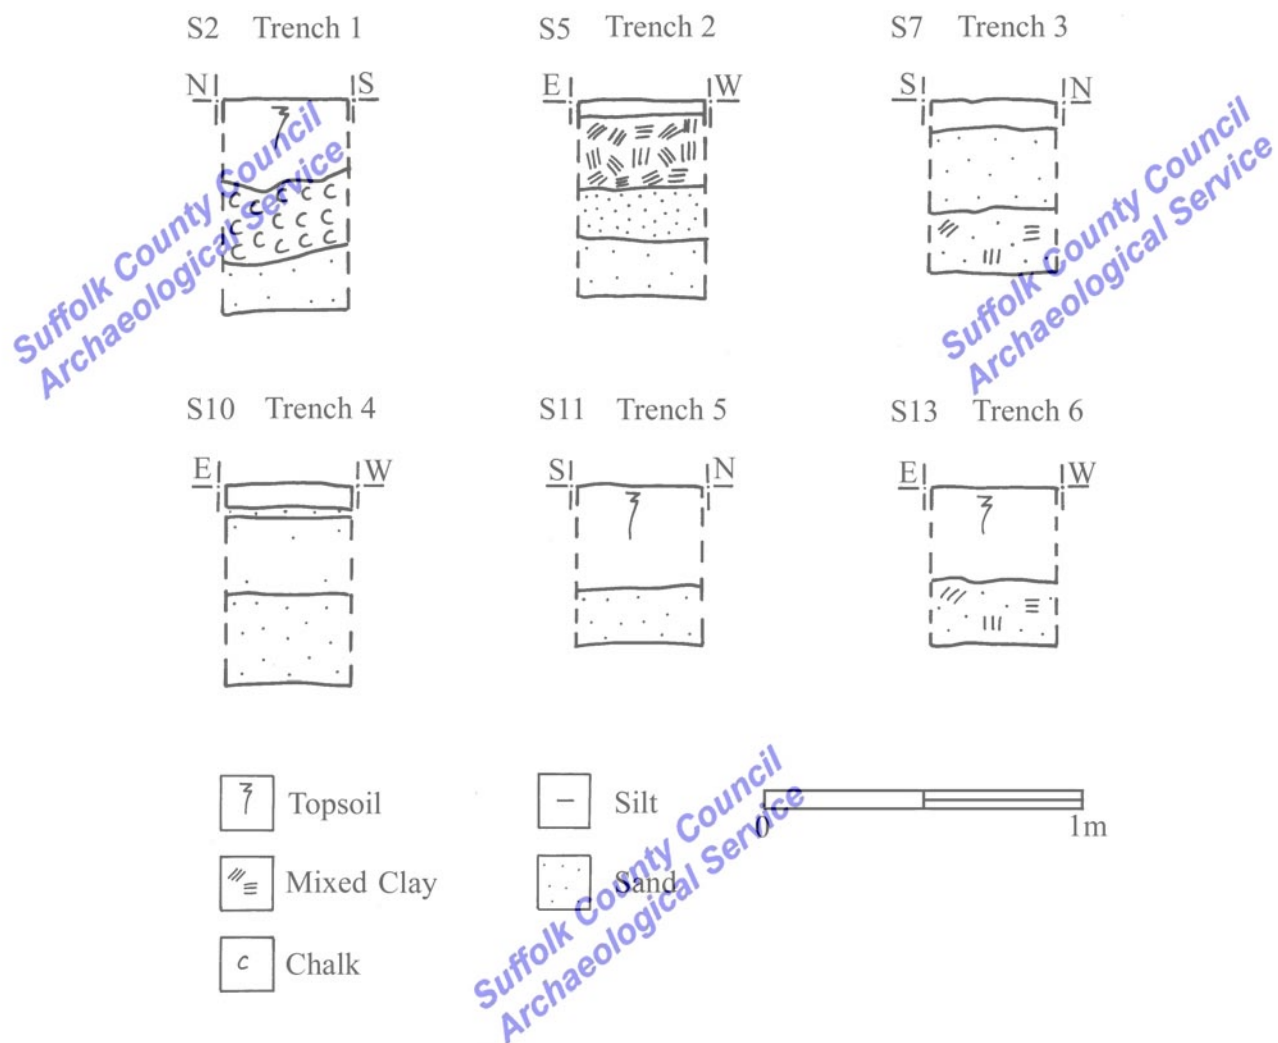 S2 Trench 1
S5 Trench 2
S7 Trench 3
N S
E W
S N
Suffolk County Council
Archaeological Service
Suffolk County Council
Archaeological Service
S10 Trench 4
S11 Trench 5
S13 Trench 6
E W
S N
E W
Topsoil
Silt
0 1m
Mixed Clay
Sand
Chalk
C
Suffolk County Council
Archaeological Service